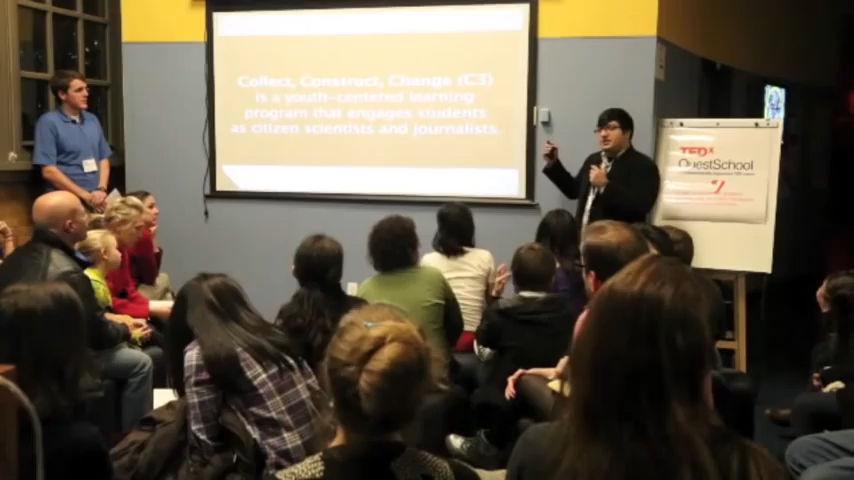 Collect, Construct, Change (C3)
is a youth-centered learning
program that engages students
as citizen scientists and journalists.
TEDx
QuestSchool